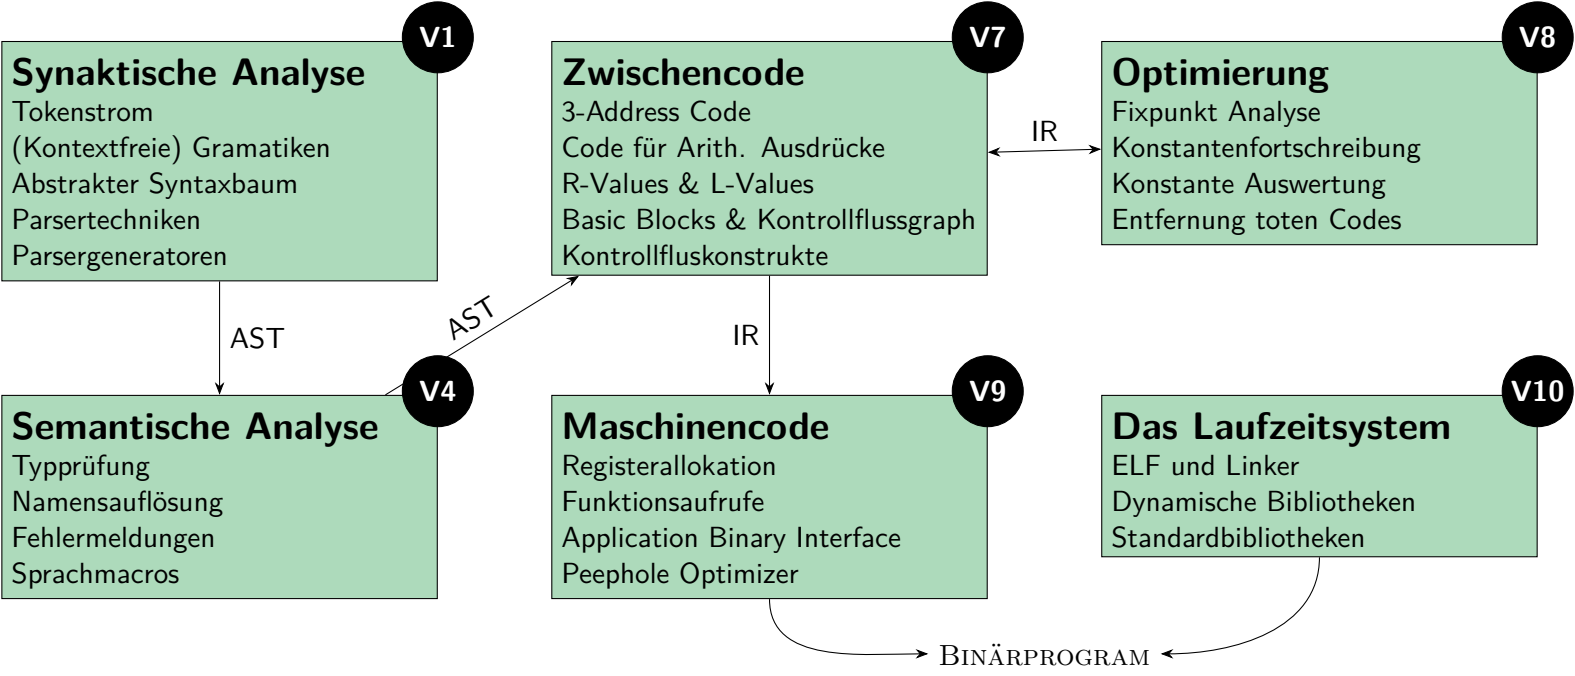 V1
Synaktische Analyse
Tokenstrom
(Kontextfreie) Gramatiken
Abstrakter Syntaxbaum
Parsertechniken
Parsergeneratoren
AST
V4
Semantische Analyse
Typprüfung
Namensauflösung
Fehlermeldungen
Sprachmacros
AST
V7
Zwischencode
3-Address Code
Code für Arith. Ausdrücke
R-Values & L-Values
Basic Blocks & Kontrollflussgraph
Kontrollfluskonstrukte
IR
V8
Optimierung
Fixpunkt Analyse
Konstantenfortschreibung
Konstante Auswertung
Entfernung toten Codes
IR
V9
Maschinencode
Registerallokation
Funktionsaufrufe
Application Binary Interface
Peephole Optimizer
V10
Das Laufzeitsystem
ELF und Linker
Dynamische Bibliotheken
Standardbibliotheken
BINÄRPROGRAM